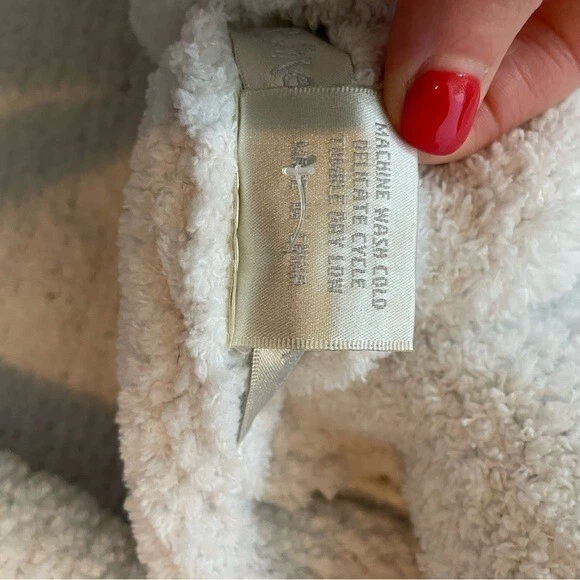 MACHINE WASH COLD
DELICATE CYCLE
TUMBLE DRY LOW
MADE IN CHINA